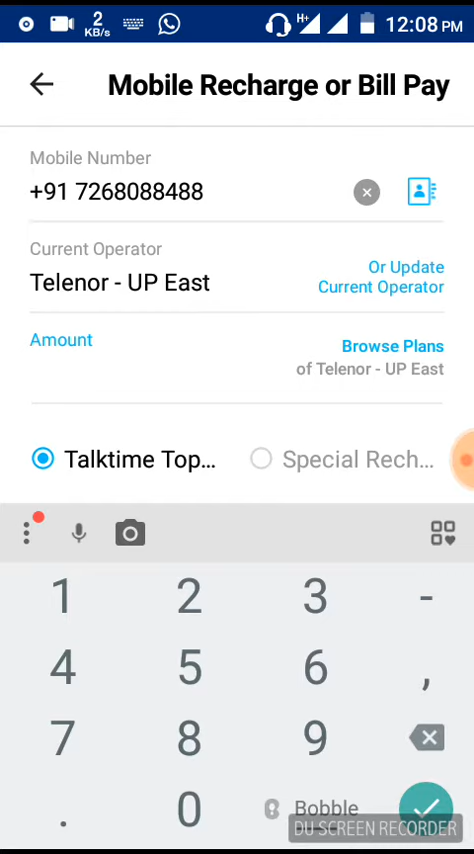 2
KB/s
H+
12:08 PM
Mobile Recharge or Bill Pay
Mobile Number
+91 7268088488
Current Operator
Telenor - UP East
Or Update
Current Operator
Amount
Browse Plans
of Telenor - UP East
Talktime Top...
Special Rech...
1 2 3 -
4 5 6 ,
7 8 9
. 0 Bobble
DU SCREEN RECORDER